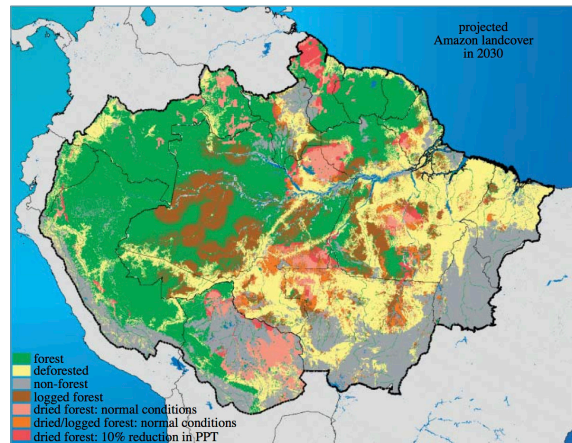 projected
Amazon landcover
in 2030
forest
deforested
non-forest
logged forest
dried forest: normal conditions
dried/logged forest: normal conditions
dried forest: 10% reduction in PPT